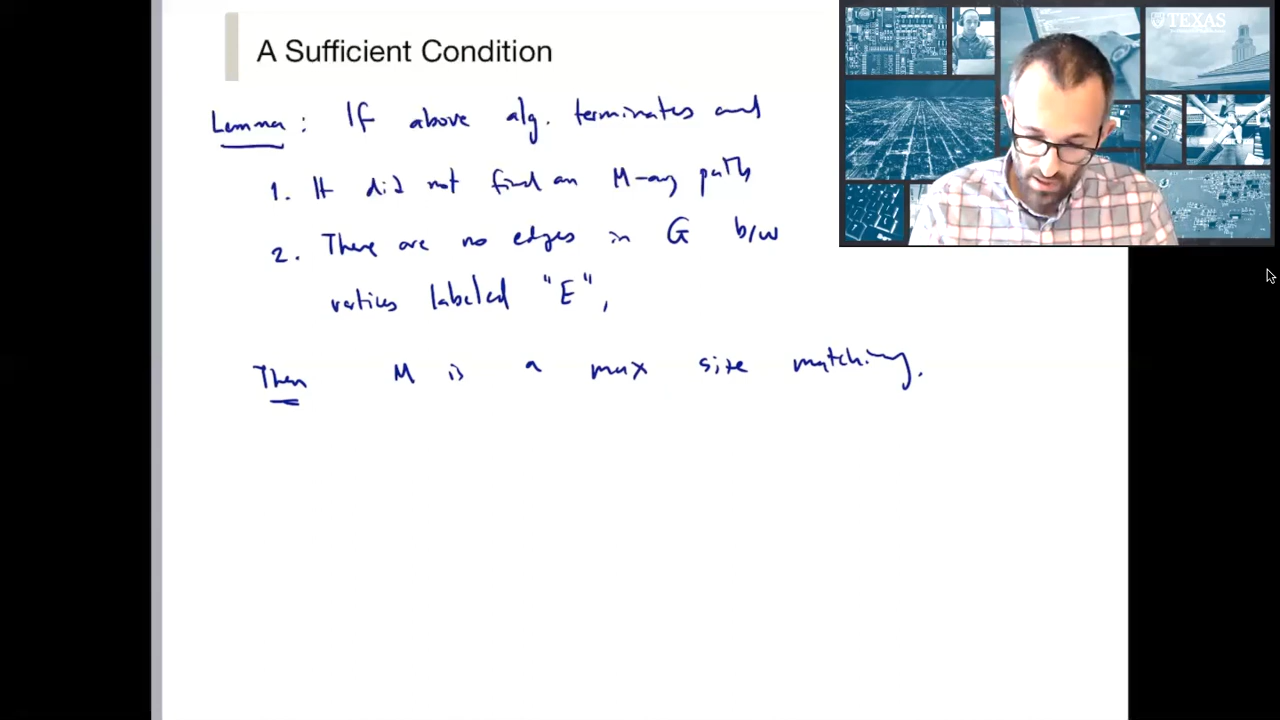 A Sufficient Condition
TEXAS
Lemma: If above alg. terminates and
1. It did not find an M-aug path
2. There are no edges in G b/w
vertices labeled "E",
Then M is a max size matching.